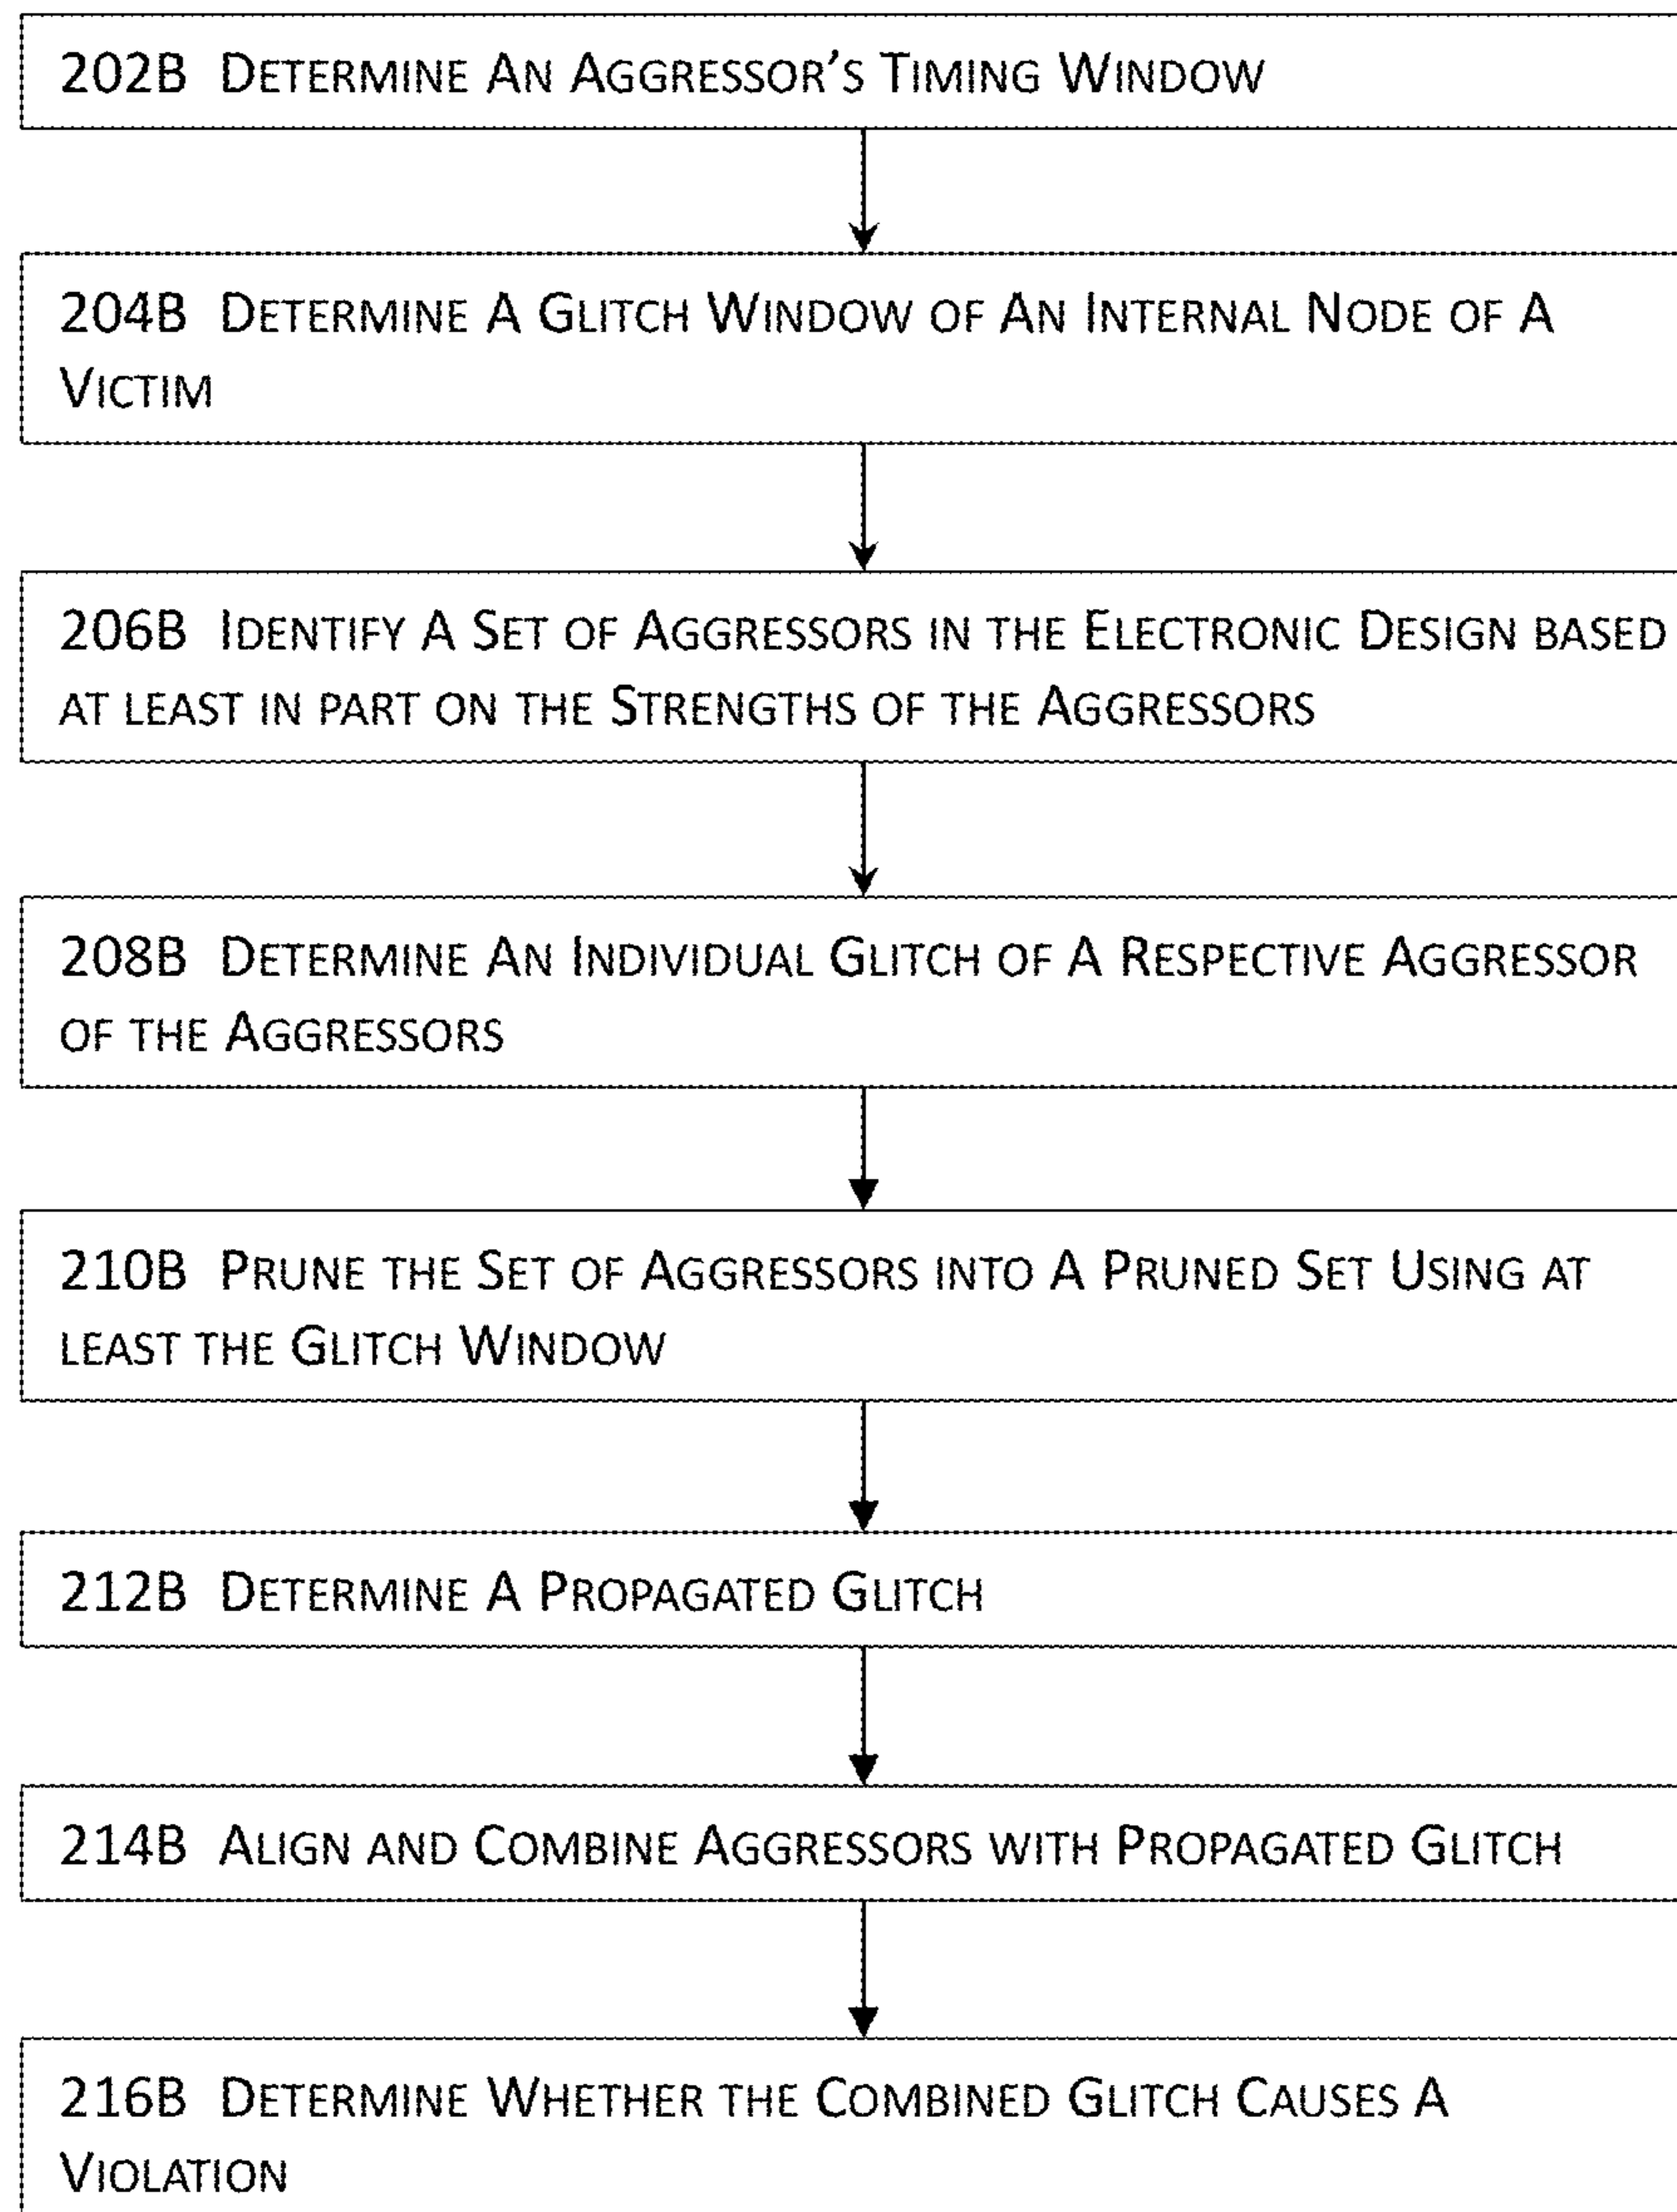 202B DETERMINE AN AGGRESSOR'S TIMING WINDOW
204B DETERMINE A GLITCH WINDOW OF AN INTERNAL NODE OF A
VICTIM
206B IDENTIFY A SET OF AGGRESSORS IN THE ELECTRONIC DESIGN BASED
AT LEAST IN PART ON THE STRENGTHS OF THE AGGRESSORS
208B DETERMINE AN INDIVIDUAL GLITCH OF A RESPECTIVE AGGRESSOR
OF THE AGGRESSORS
210B PRUNE THE SET OF AGGRESSORS INTO A PRUNED SET USING AT
LEAST THE GLITCH WINDOW
212B DETERMINE A PROPAGATED GLITCH
214B ALIGN AND COMBINE AGGRESSORS WITH PROPAGATED GLITCH
216B DETERMINE WHETHER THE COMBINED GLITCH CAUSES A
VIOLATION